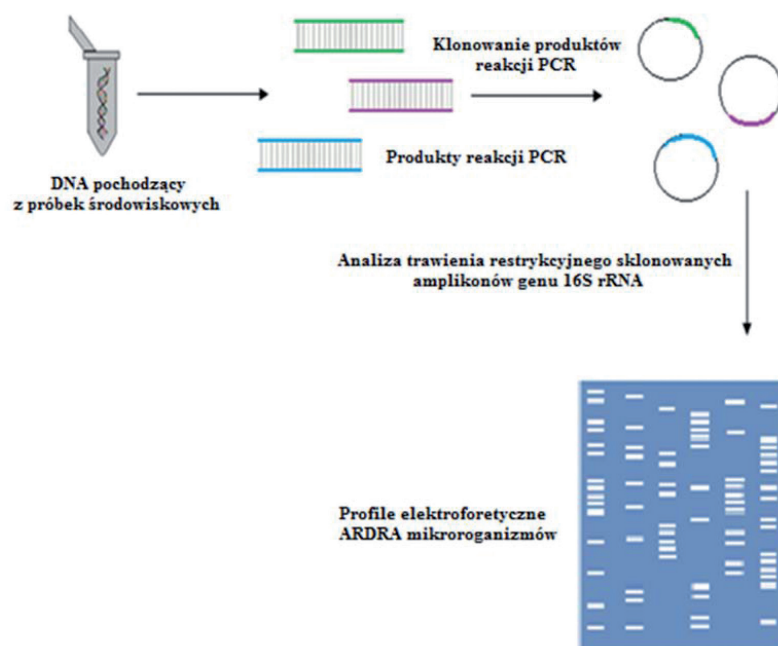 Klonowanie produktów
reakcji PCR
Produkty reakcji PCR
DNA pochodzący
z próbek środowiskowych
Analiza trawienia restrykcyjnego sklonowanych
amplikonów genu 16S rRNA
Profile elektroforetyczne
ARDRA mikroroganizmów